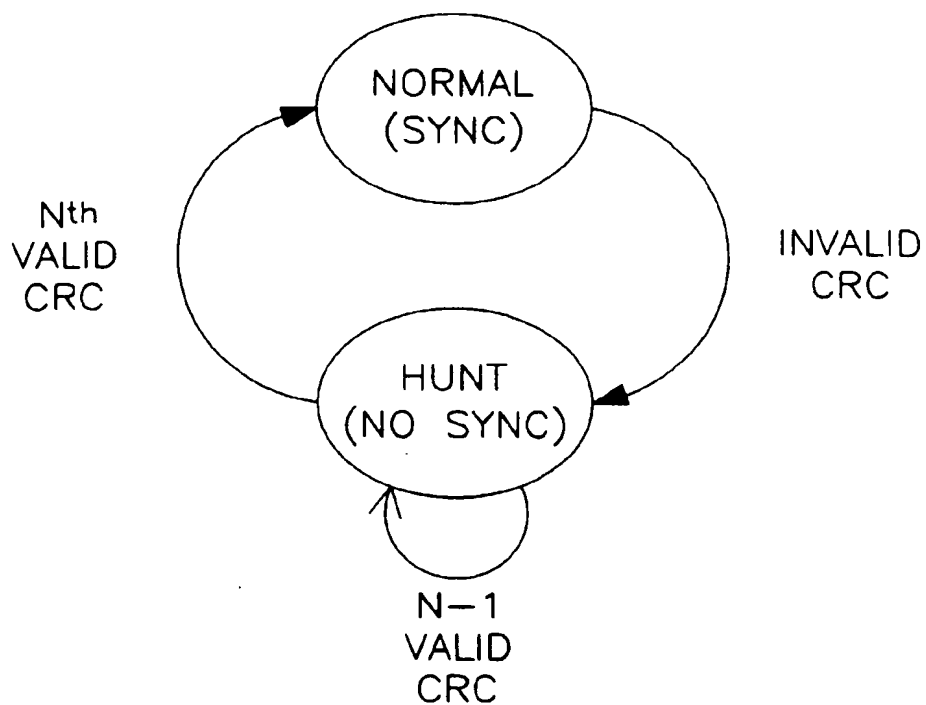 NORMAL
(SYNC)
Nth
VALID
CRC
INVALID
CRC
HUNT
(NO SYNC)
N-1
VALID
CRC